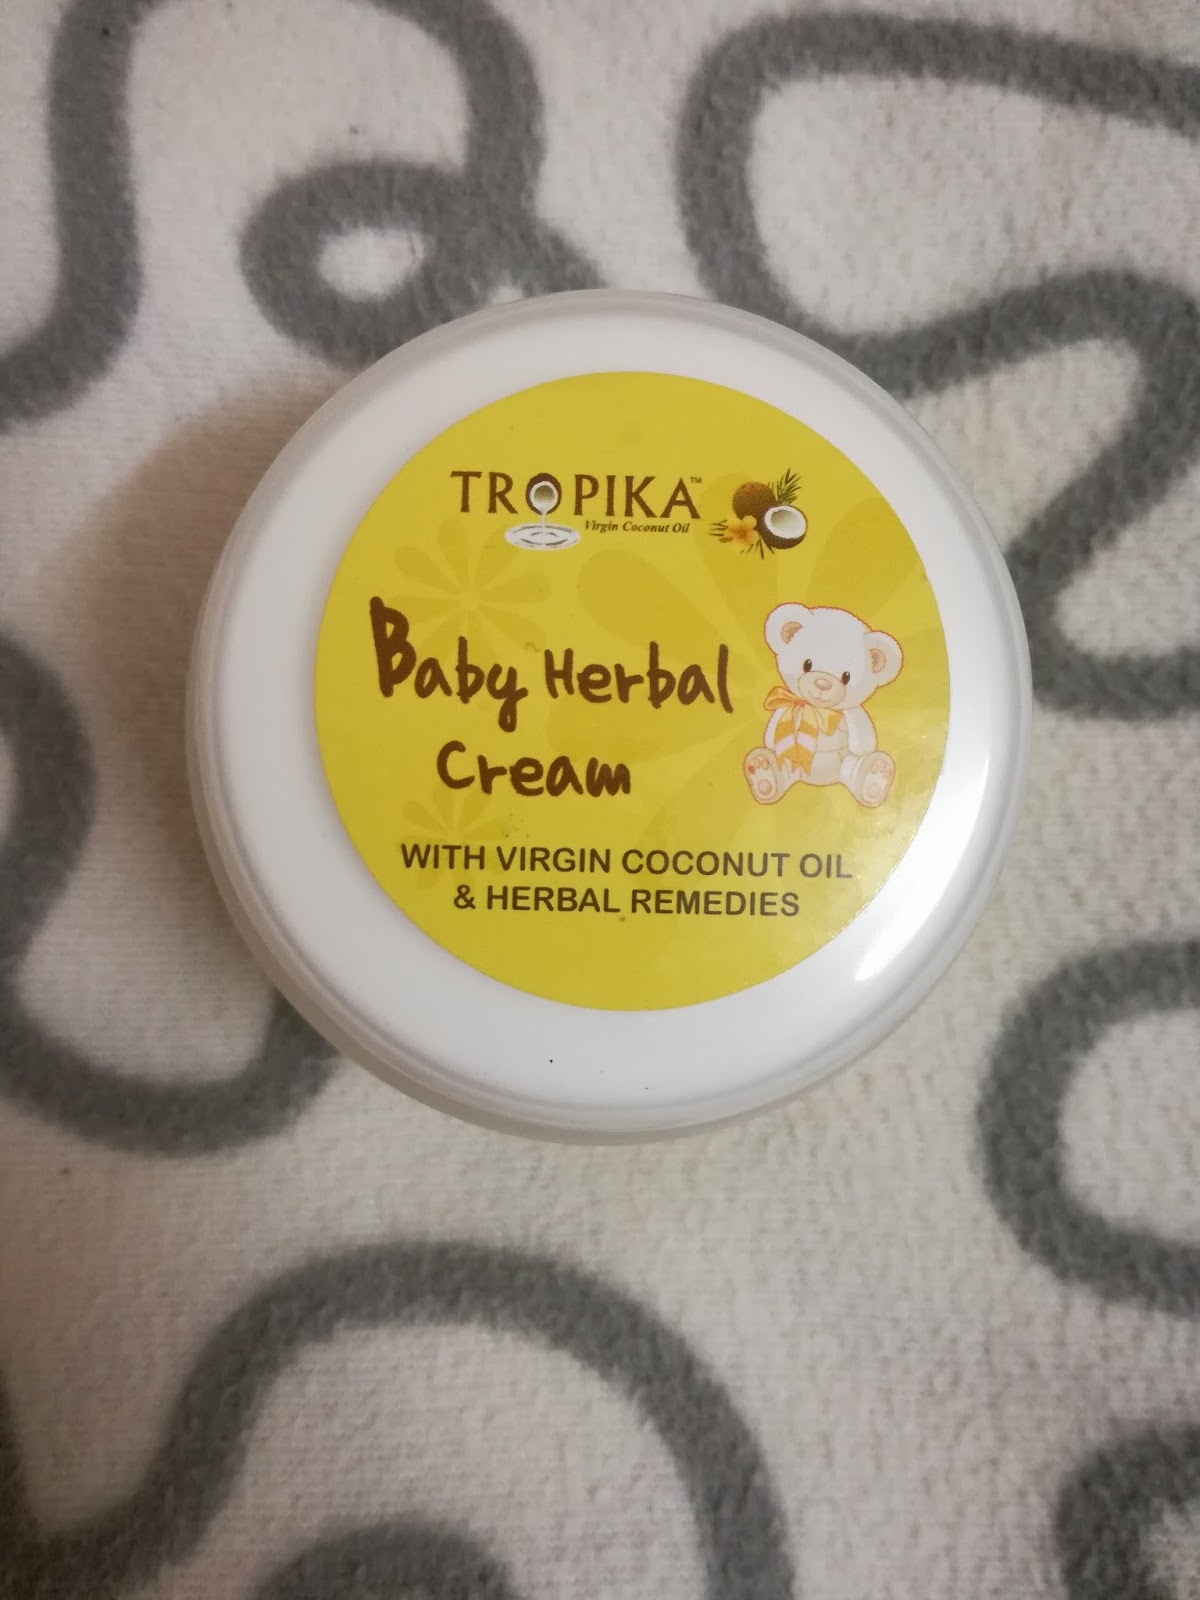 TROPIKA™
Virgin Coconut Oil
Baby Herbal
Cream
WITH VIRGIN COCONUT OIL
& HERBAL REMEDIES